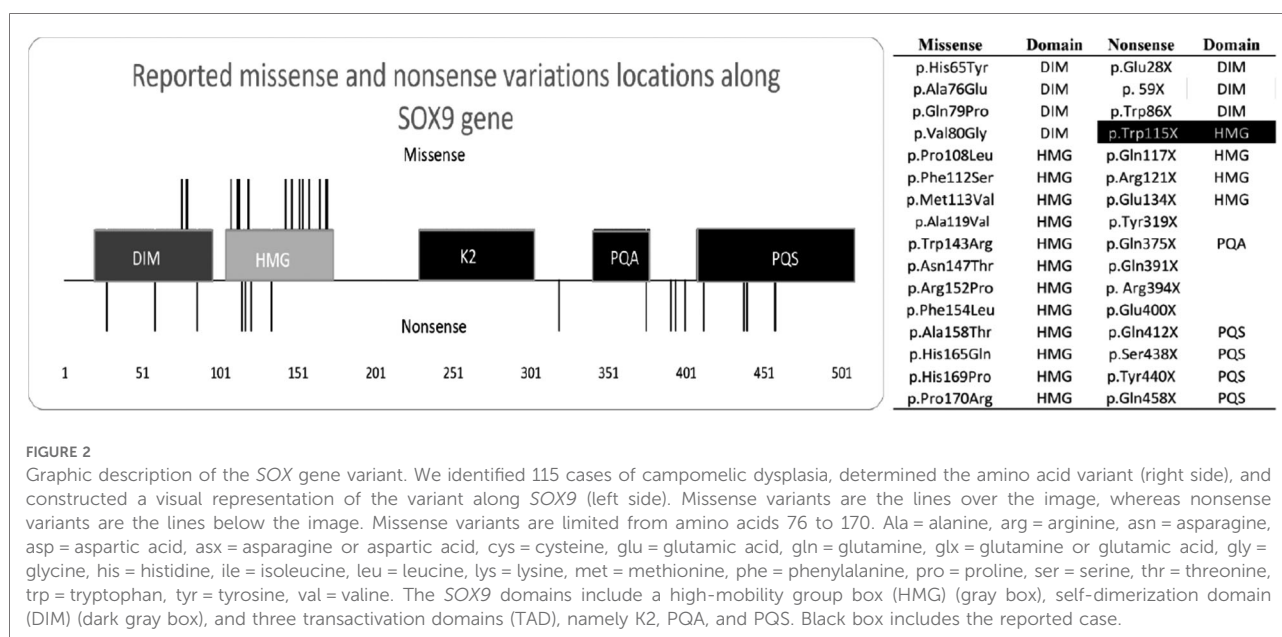 Reported missense and nonsense variations locations along
SOX9 gene
Missense
DIM
HMG
K2
PQA
PQS
Nonsense
1 51 101 151 201 251 301 351 401 451 501
Missense Domain Nonsense Domain
p.His65Tyr DIM p.Glu28X DIM
p.Ala76Glu DIM p. 59X DIM
p.Gln79Pro DIM p.Trp86X DIM
p.Val80Gly DIM p.Trp115X HMG
p.Pro108Leu HMG p.Gln117X HMG
p.Phe112Ser HMG p.Arg121X HMG
p.Met113Val HMG p.Glu134X HMG
p.Ala119Val HMG p.Tyr319X
p.Trp143Arg HMG p.Gln375X PQA
p.Asn147Thr HMG p.Gln391X
p.Arg152Pro HMG p. Arg394X
p.Phe154Leu HMG p.Glu400X
p.Ala158Thr HMG p.Gln412X PQS
p.His165Gln HMG p.Ser438X PQS
p.His169Pro HMG p.Tyr440X PQS
p.Pro170Arg HMG p.Gln458X PQS
FIGURE 2
Graphic description of the SOX gene variant. We identified 115 cases of campomelic dysplasia, determined the amino acid variant (right side), and
constructed a visual representation of the variant along SOX9 (left side). Missense variants are the lines over the image, whereas nonsense
variants are the lines below the image. Missense variants are limited from amino acids 76 to 170. Ala = alanine, arg = arginine, asn = asparagine,
asp = aspartic acid, asx = asparagine or aspartic acid, cys = cysteine, glu = glutamic acid, gln = glutamine, glx = glutamine or glutamic acid, gly =
glycine, his = histidine, ile = isoleucine, leu = leucine, lys = lysine, met = methionine, phe = phenylalanine, pro = proline, ser = serine, thr = threonine,
trp = tryptophan, tyr = tyrosine, val = valine. The SOX9 domains include a high-mobility group box (HMG) (gray box), self-dimerization domain
(DIM) (dark gray box), and three transactivation domains (TAD), namely K2, PQA, and PQS. Black box includes the reported case.